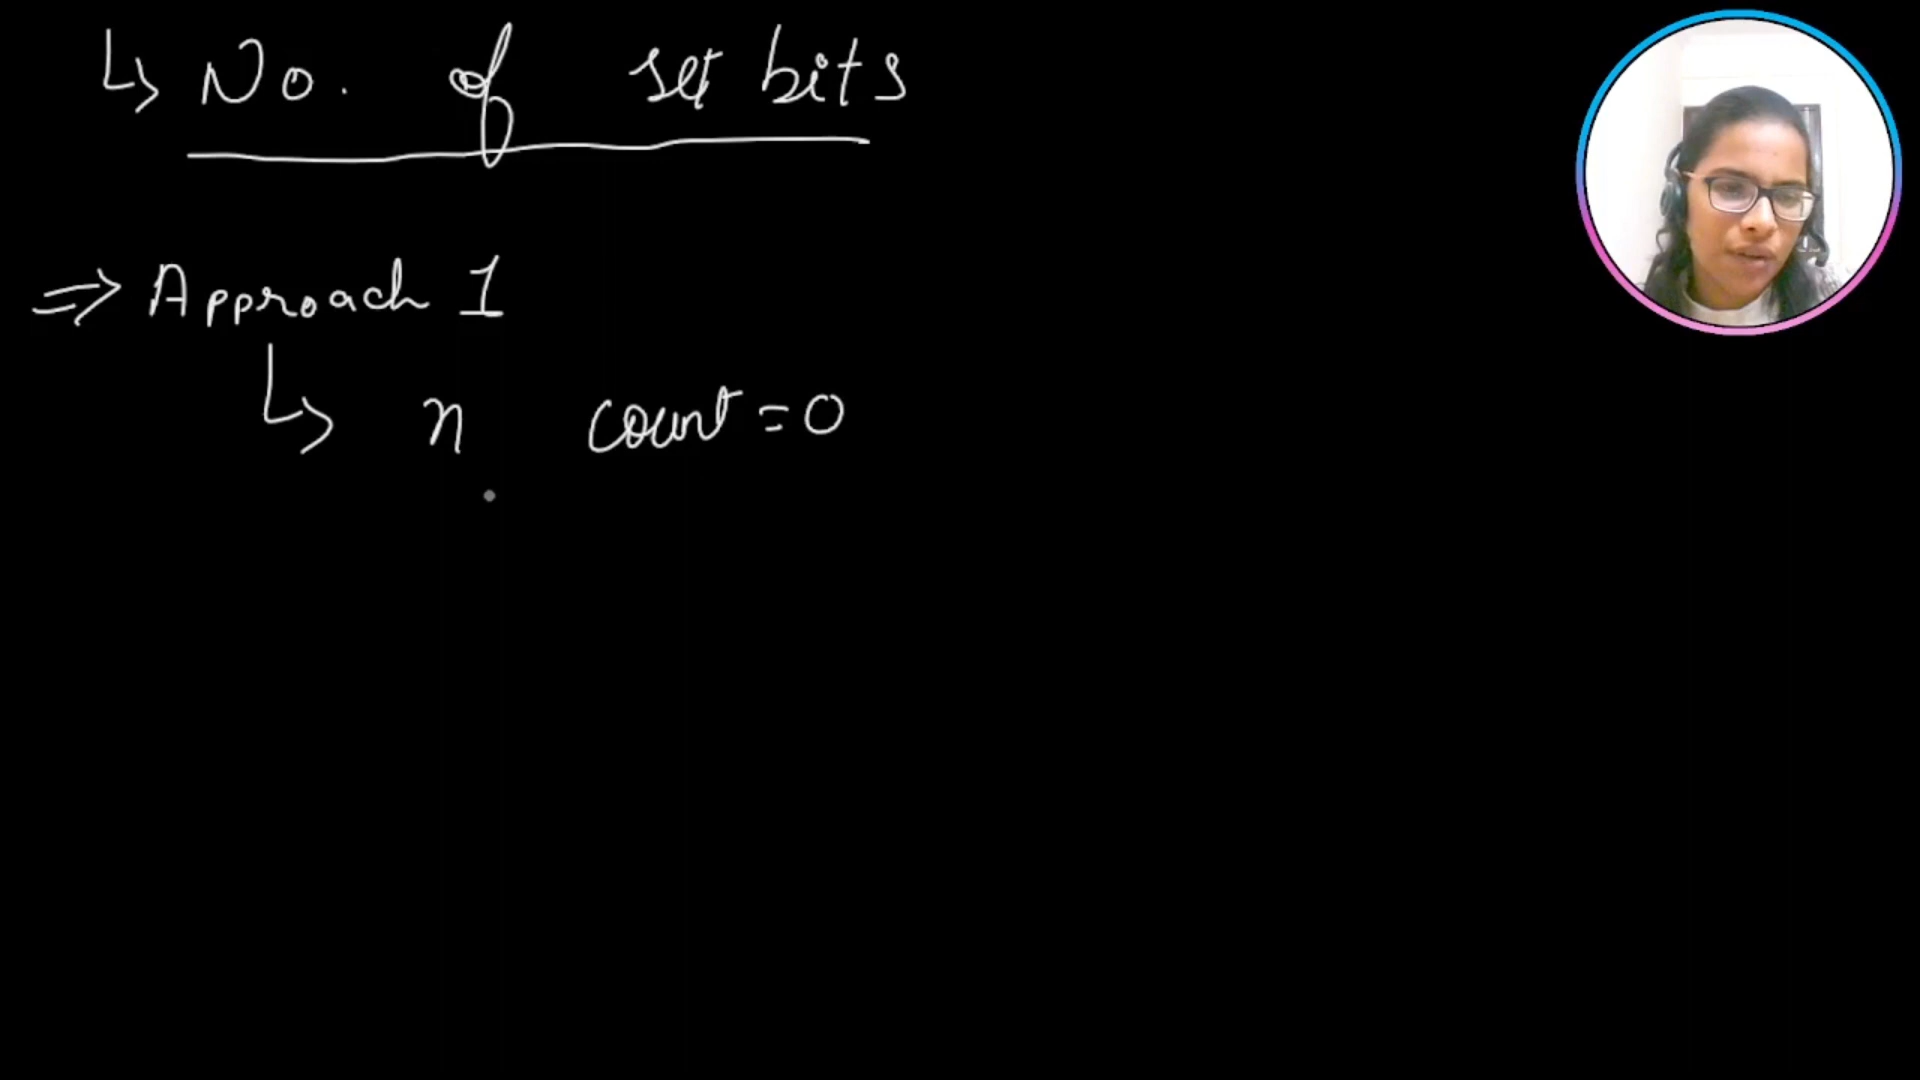 ↳ No. of set bits
⇒ Approach 1
↳ n count = 0